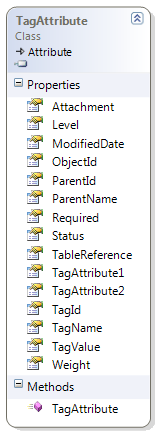 TagAttribute
Class
Attribute
Properties
Attachment
Level
ModifiedDate
ObjectId
ParentId
ParentName
Required
Status
TableReference
TagAttribute1
TagAttribute2
TagId
TagName
TagValue
Weight
Methods
TagAttribute